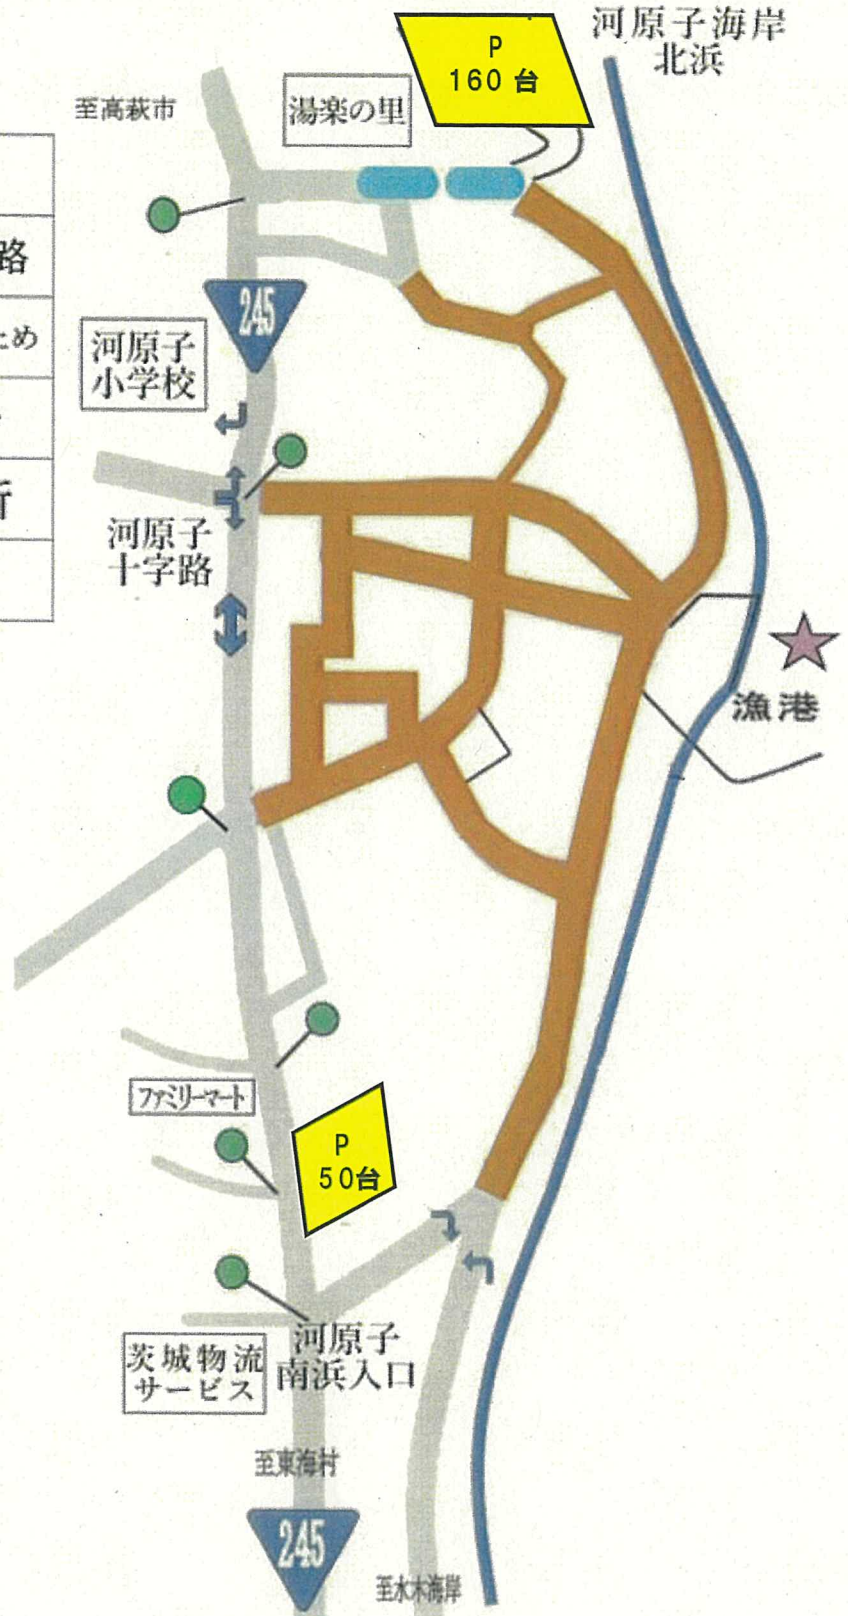 河原子海岸
北浜
P
160 台
至高萩市
湯楽の里
路
ため
245
河原子
小学校
所
河原子
十字路
漁港
ファミリーマート
P
50台
河原子
南浜入口
茨城物流
サービス
至東海村
245
至水木海岸